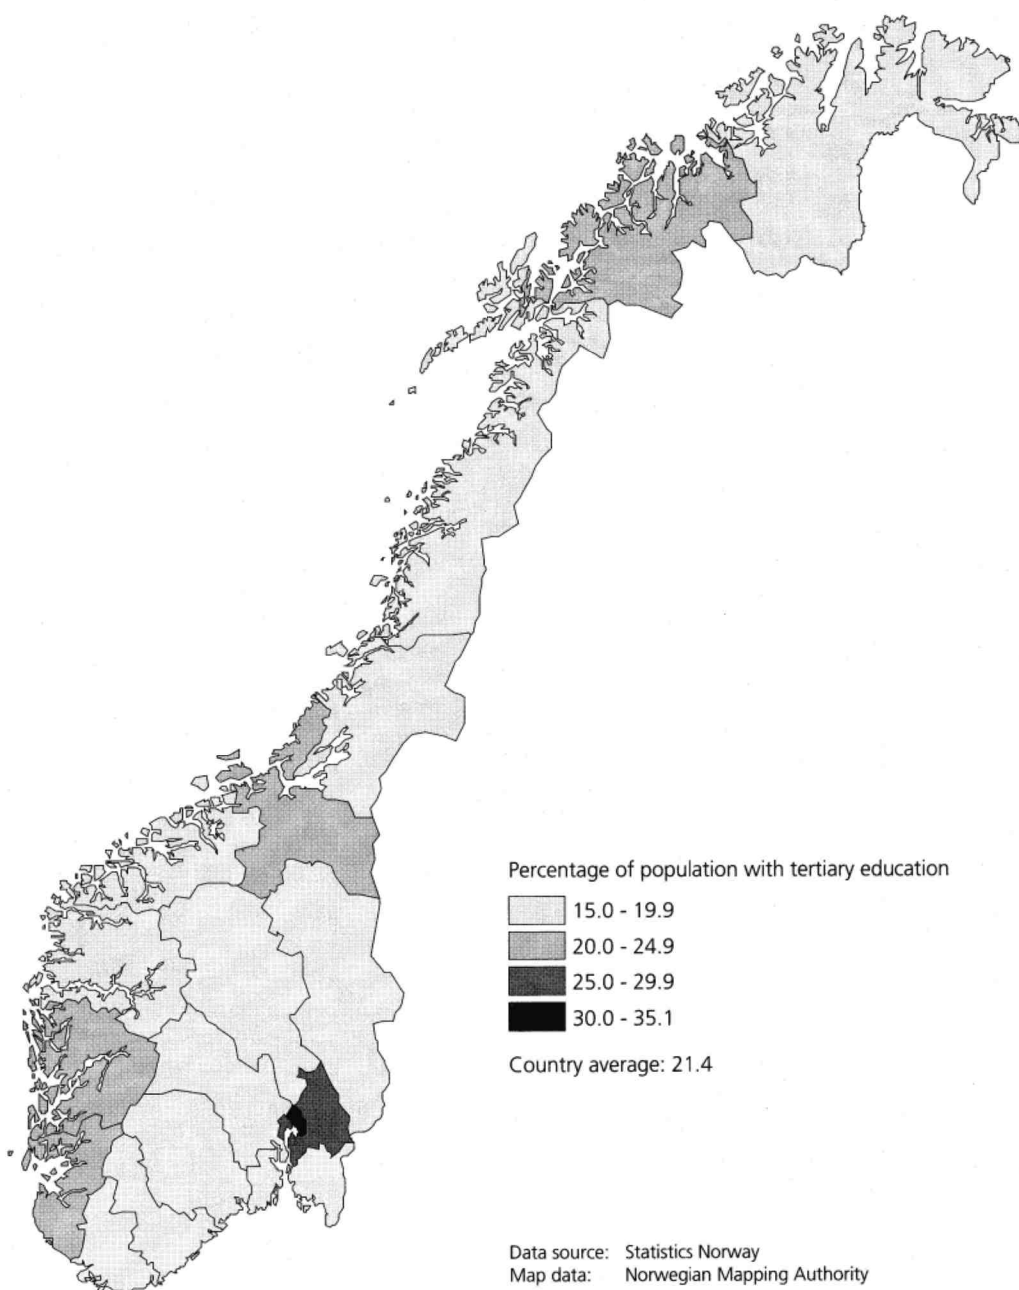 Percentage of population with tertiary education
15.0 - 19.9
20.0 - 24.9
25.0 - 29.9
30.0 - 35.1
Country average: 21.4
Data source: Statistics Norway
Map data: Norwegian Mapping Authority